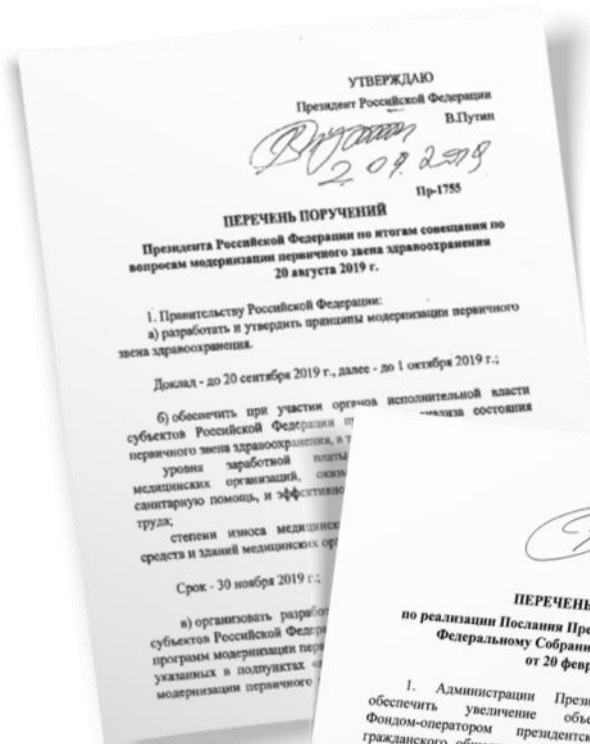 УТВЕРЖДАЮ
Президент Российской Федерации
В.Путин
2 09 2019
Пр-1755
ПЕРЕЧЕНЬ ПОРУЧЕНИЙ
Президента Российской Федерации по итогам совещания по
вопросам модернизации первичного звена здравоохранения
20 августа 2019 г.
1. Правительству Российской Федерации:
а) разработать и утвердить принципы модернизации первичного
звена здравоохранения.
Доклад - до 20 сентября 2019 г., далее - до 1 октября 2019 г.;
б) обеспечить при участии органов исполнительной власти
субъектов Российской Федерации анализа состояния
первичного звена здравоохранения, в
уровня заработной платы
медицинских организаций,
санитарную помощь, и
труда;
степени износа
средств и зданий медицинских
Срок - 30 ноября 2019 г.;
в) организовать
субъектов Российской
программ модернизации
указанных в подпунктах
модернизации первичного
ПЕРЕЧЕНЬ
по реализации Послания
Федеральному
от 20
1. Администрации
обеспечить увеличение
Фондом-оператором
гражданского